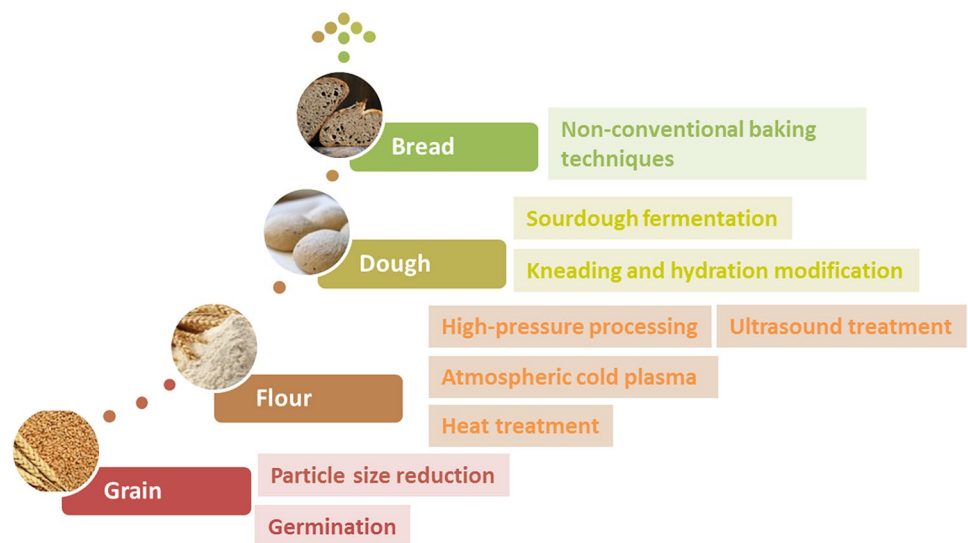 Bread
Non-conventional baking
techniques
Sourdough fermentation
Dough
Kneading and hydration modification
High-pressure processing
Ultrasound treatment
Atmospheric cold plasma
Flour
Heat treatment
Particle size reduction
Grain
Germination